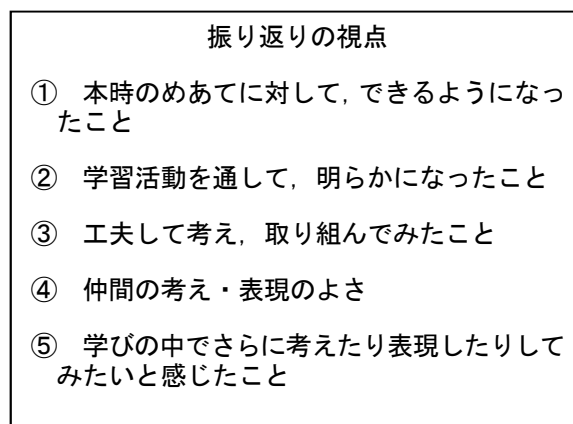 振り返りの視点
①　本時のめあてに対して，できるようになっ
たこと
②　学習活動を通して，明らかになったこと
③　工夫して考え，取り組んでみたこと
④　仲間の考え・表現のよさ
⑤　学びの中でさらに考えたり表現したりして
みたいと感じたこと